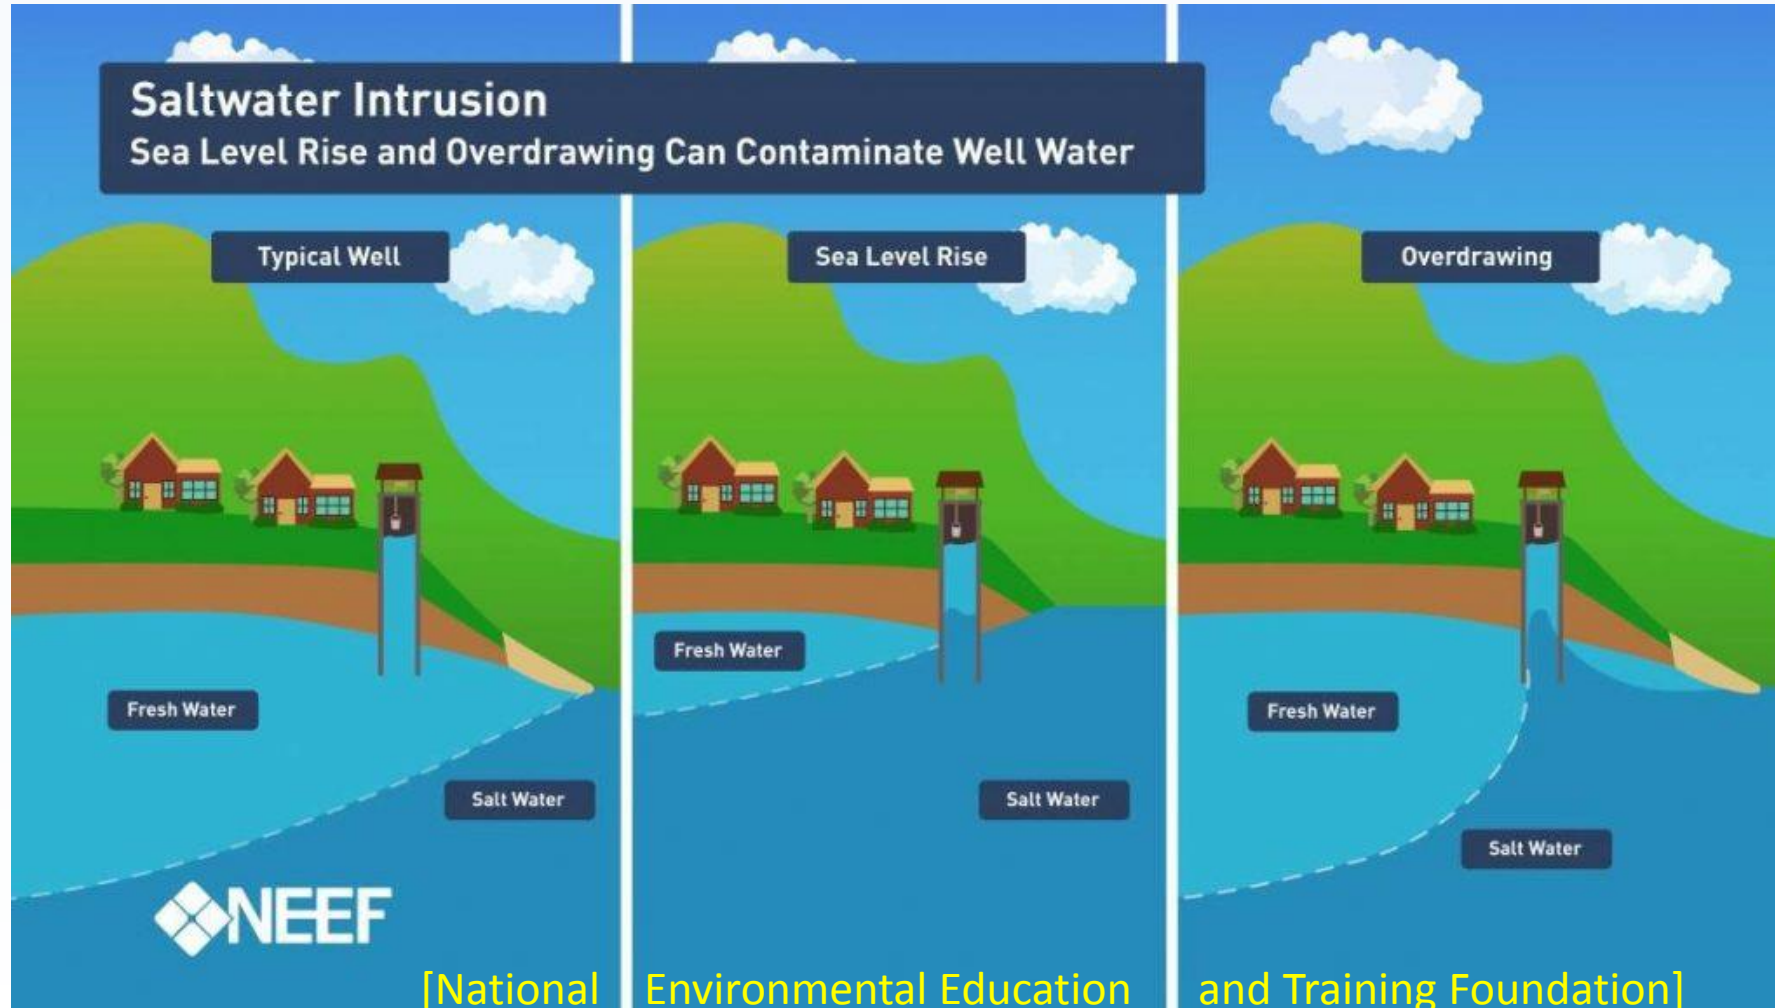 Saltwater Intrusion
Sea Level Rise and Overdrawing Can Contaminate Well Water
Typical Well
Fresh Water
Salt Water
Sea Level Rise
Fresh Water
Salt Water
Overdrawing
Fresh Water
Salt Water
NEEF
[National Environmental Education and Training Foundation]